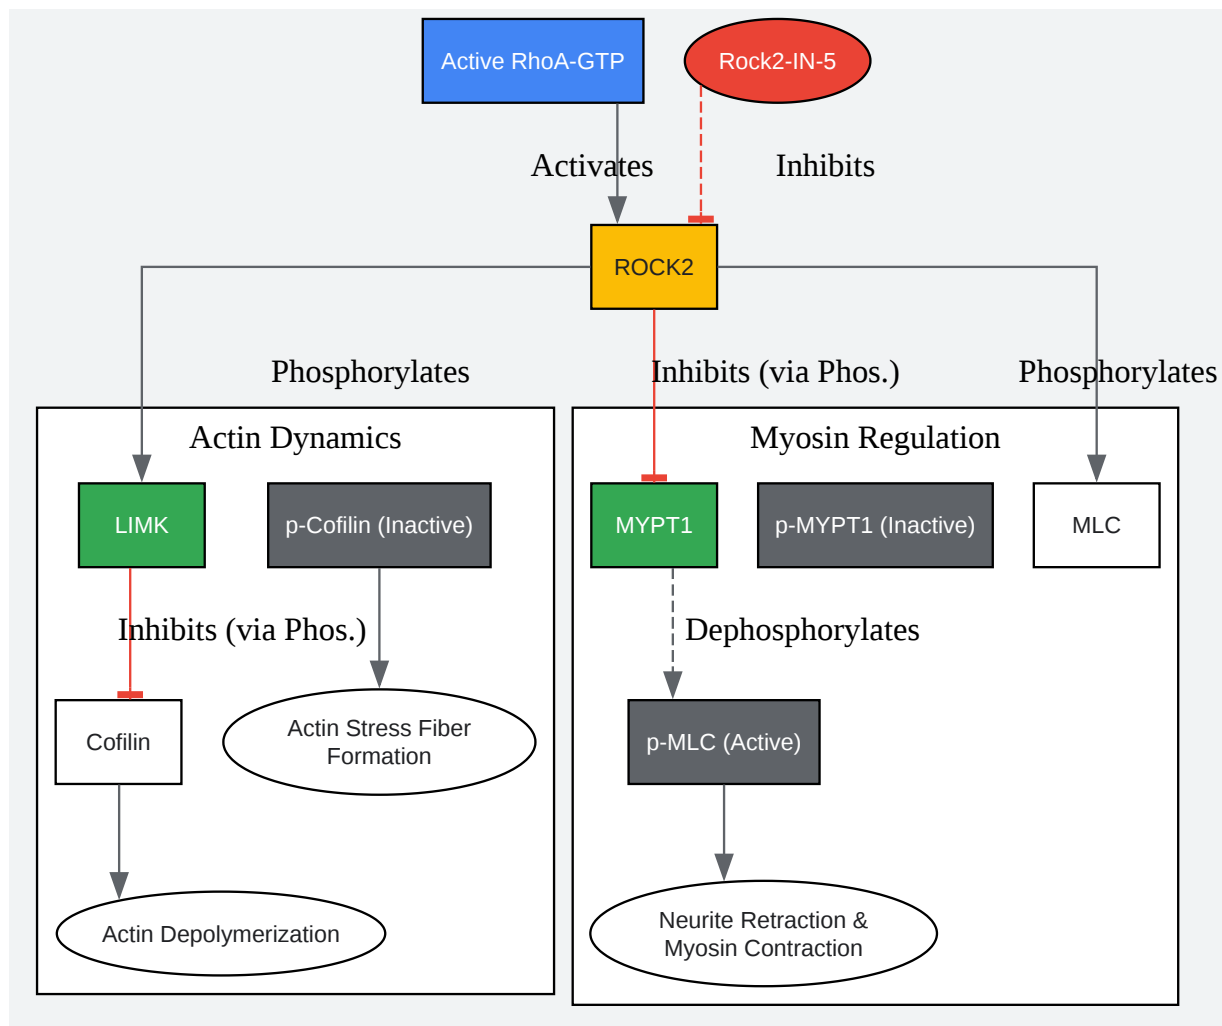 Active RhoA-GTP
Rock2-IN-5
Activates
Inhibits
ROCK2
Phosphorylates
Inhibits (via Phos.)
Phosphorylates
Actin Dynamics
Myosin Regulation
LIMK
p-Cofilin (Inactive)
MYPT1
p-MYPT1 (Inactive)
MLC
Inhibits (via Phos.)
Dephosphorylates
Cofilin
Actin Stress Fiber
Formation
p-MLC (Active)
Actin Depolymerization
Neurite Retraction &
Myosin Contraction